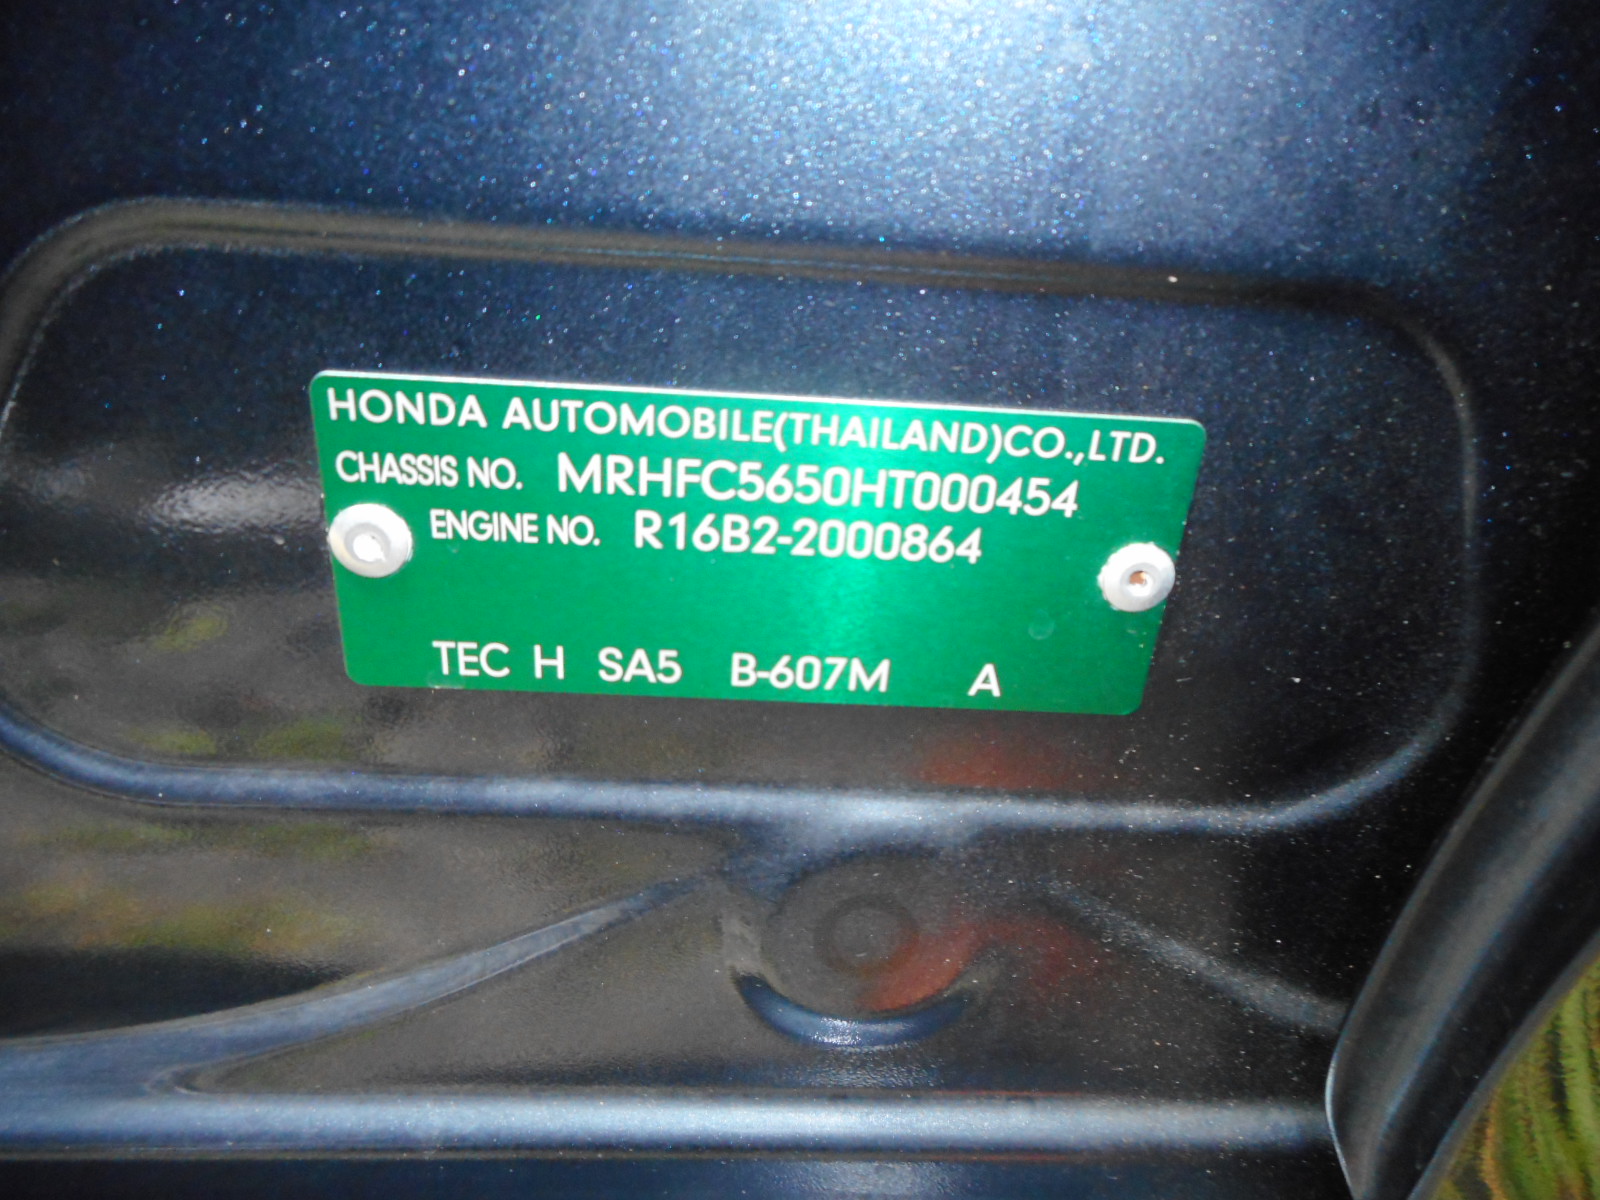 HONDA AUTOMOBILE(THAILAND)CO.,LTD.
CHASSIS NO. MRHFC5650HT000454
ENGINE NO. R16B2-2000864
TEC H SA5 B-607M A